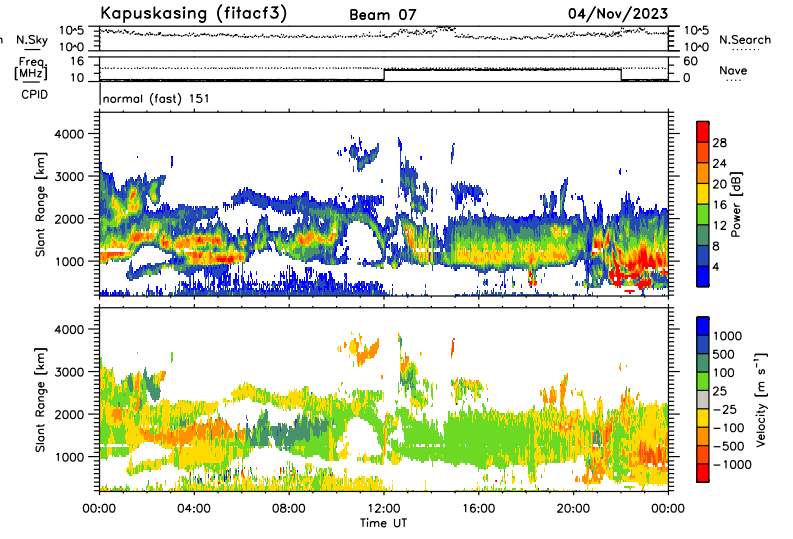 Kapuskasing (fitacf3) Beam 07 04/Nov/2023
n N.Sky 10^5 10^0 10^5 10^0 N.Search
Freq. [MHz] 16 10 60 0 Nave
CPID normal (fast) 151
Slant Range [km]
4000
3000
2000
1000
28
24
20
16
12
8
4
Power [dB]
Slant Range [km]
4000
3000
2000
1000
1000
500
100
25
-25
-100
-500
-1000
Velocity [m s⁻¹]
00:00 04:00 08:00 12:00 16:00 20:00 00:00
Time UT